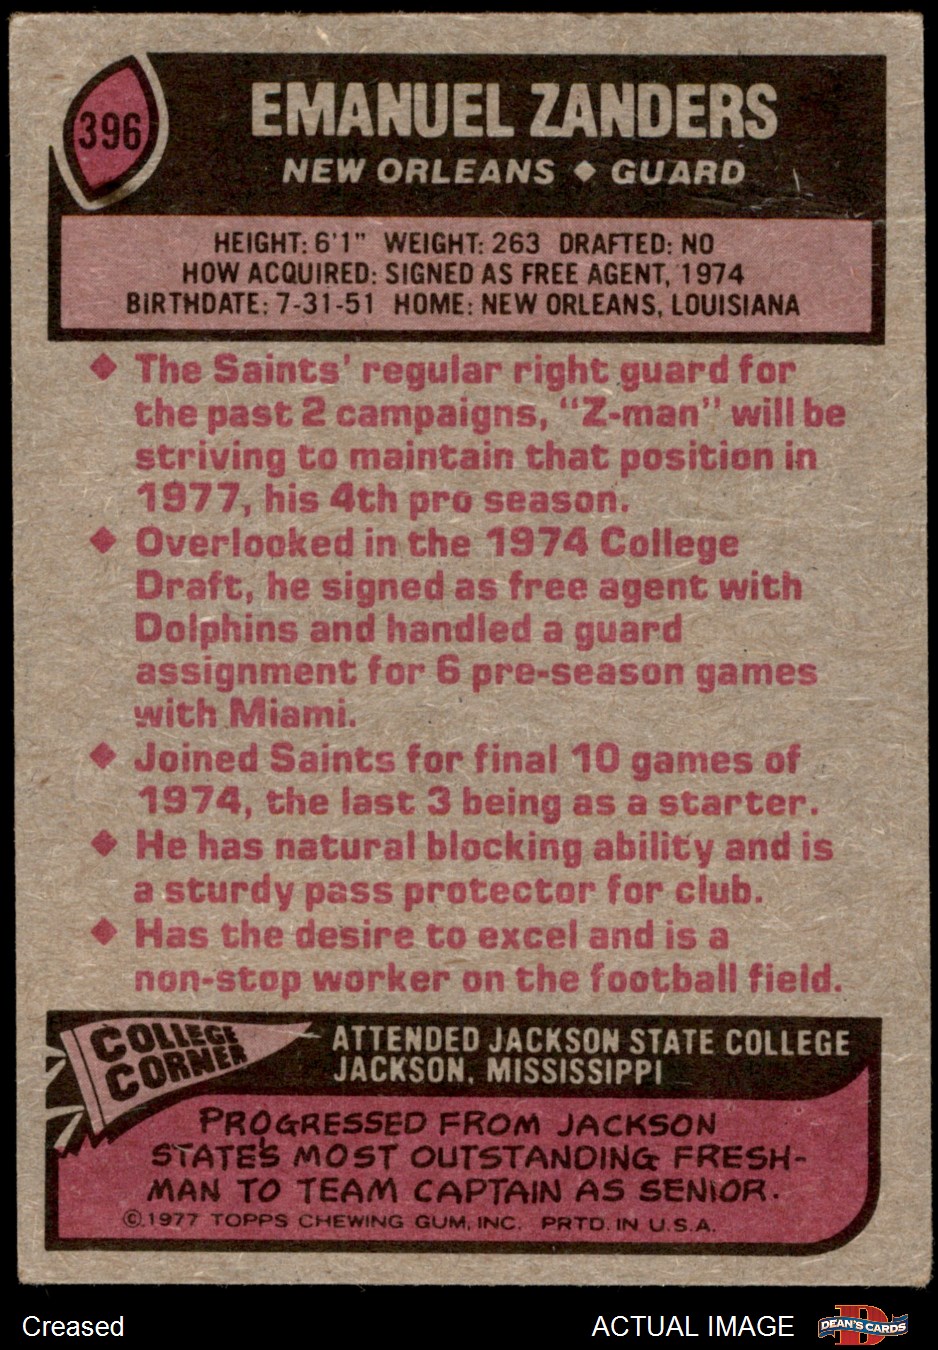 396
EMANUEL ZANDERS
NEW ORLEANS ◆ GUARD
HEIGHT: 6'1" WEIGHT: 263 DRAFTED: NO
HOW ACQUIRED: SIGNED AS FREE AGENT, 1974
BIRTHDATE: 7-31-51 HOME: NEW ORLEANS, LOUISIANA
◆ The Saints' regular right guard for
the past 2 campaigns, "Z-man" will be
striving to maintain that position in
1977, his 4th pro season.
◆ Overlooked in the 1974 College
Draft, he signed as free agent with
Dolphins and handled a guard
assignment for 6 pre-season games
with Miami.
◆ Joined Saints for final 10 games of
1974, the last 3 being as a starter.
◆ He has natural blocking ability and is
a sturdy pass protector for club.
◆ Has the desire to excel and is a
non-stop worker on the football field.
COLLEGE
CORNER
ATTENDED JACKSON STATE COLLEGE
JACKSON, MISSISSIPPI
PROGRESSED FROM JACKSON
STATE'S MOST OUTSTANDING FRESH-
MAN TO TEAM CAPTAIN AS SENIOR.
©1977 TOPPS CHEWING GUM, INC. PRTD. IN U.S.A.
Creased
ACTUAL IMAGE
D
DEAN'S CARDS